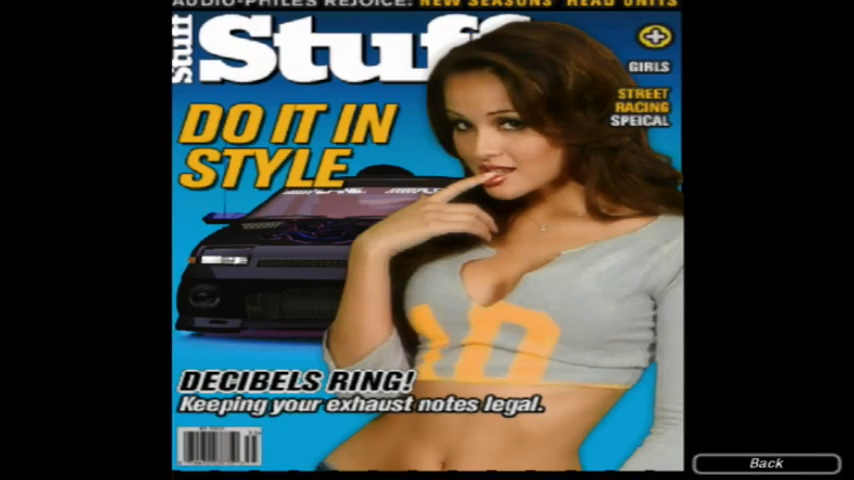 AUDIO-PHILES REJOICE: NEW SEASONS' HEAD UNITS
stuff
Stuff
GIRLS
STREET
RACING
SPEICAL
DO IT IN
STYLE
DECIBELS RING!
Keeping your exhaust notes legal.
Back